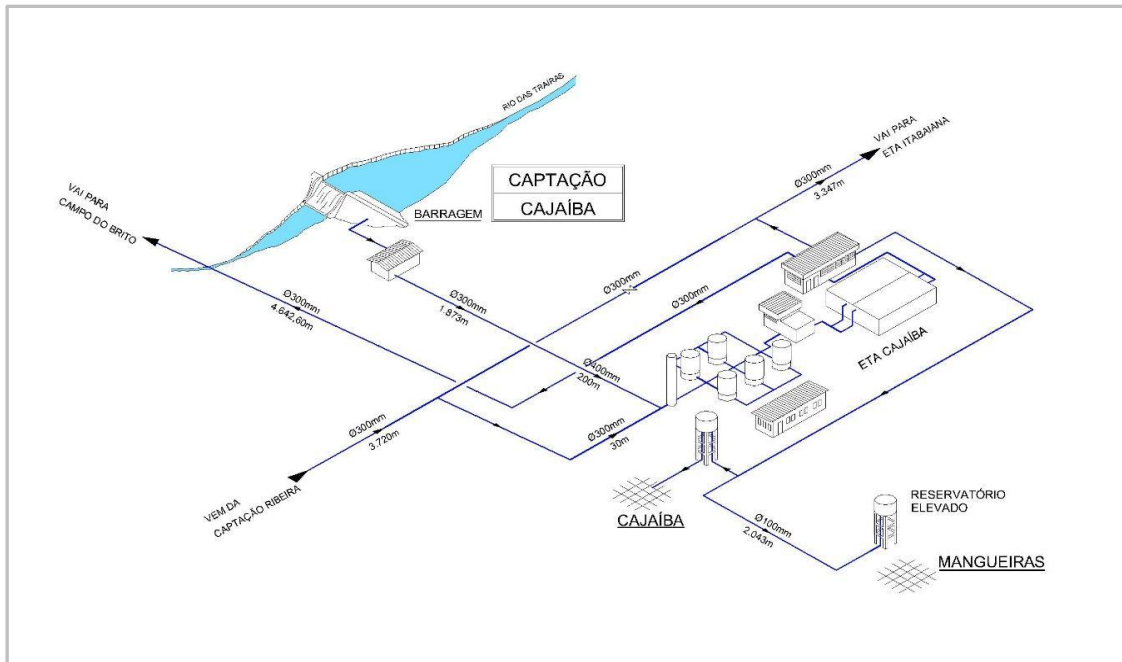 RIO DAS TRAÍRAS
VAI PARA
ETA ITABAIANA
Ø300mm
3.347m
CAPTAÇÃO
CAJAÍBA
BARRAGEM
VAI PARA
CAMPO DO BRITO
Ø300mm
4.642,60m
Ø300mm
1.873m
Ø300mm
Ø300mm
200m
Ø400mm
ETA CAJAÍBA
Ø300mm
3.720m
Ø300mm
30m
VEM DA
CAPTAÇÃO RIBEIRA
CAJAÍBA
Ø100mm
2.043m
RESERVATÓRIO
ELEVADO
MANGUEIRAS